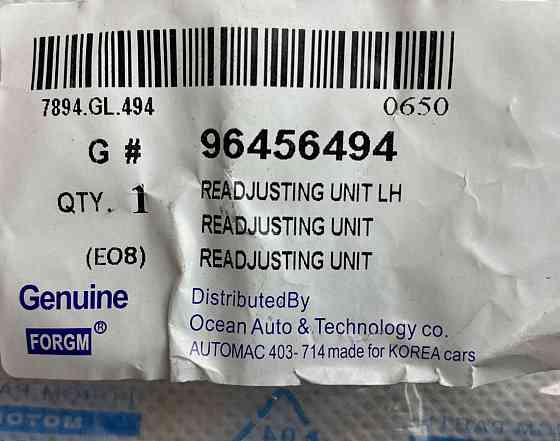 7894.GL.494 0650
G # 96456494
QTY. 1 READJUSTING UNIT LH
READJUSTING UNIT
(EO8) READJUSTING UNIT
Genuine DistributedBy
FORGM® Ocean Auto & Technology co.
AUTOMAC 403-714 made for KOREA cars